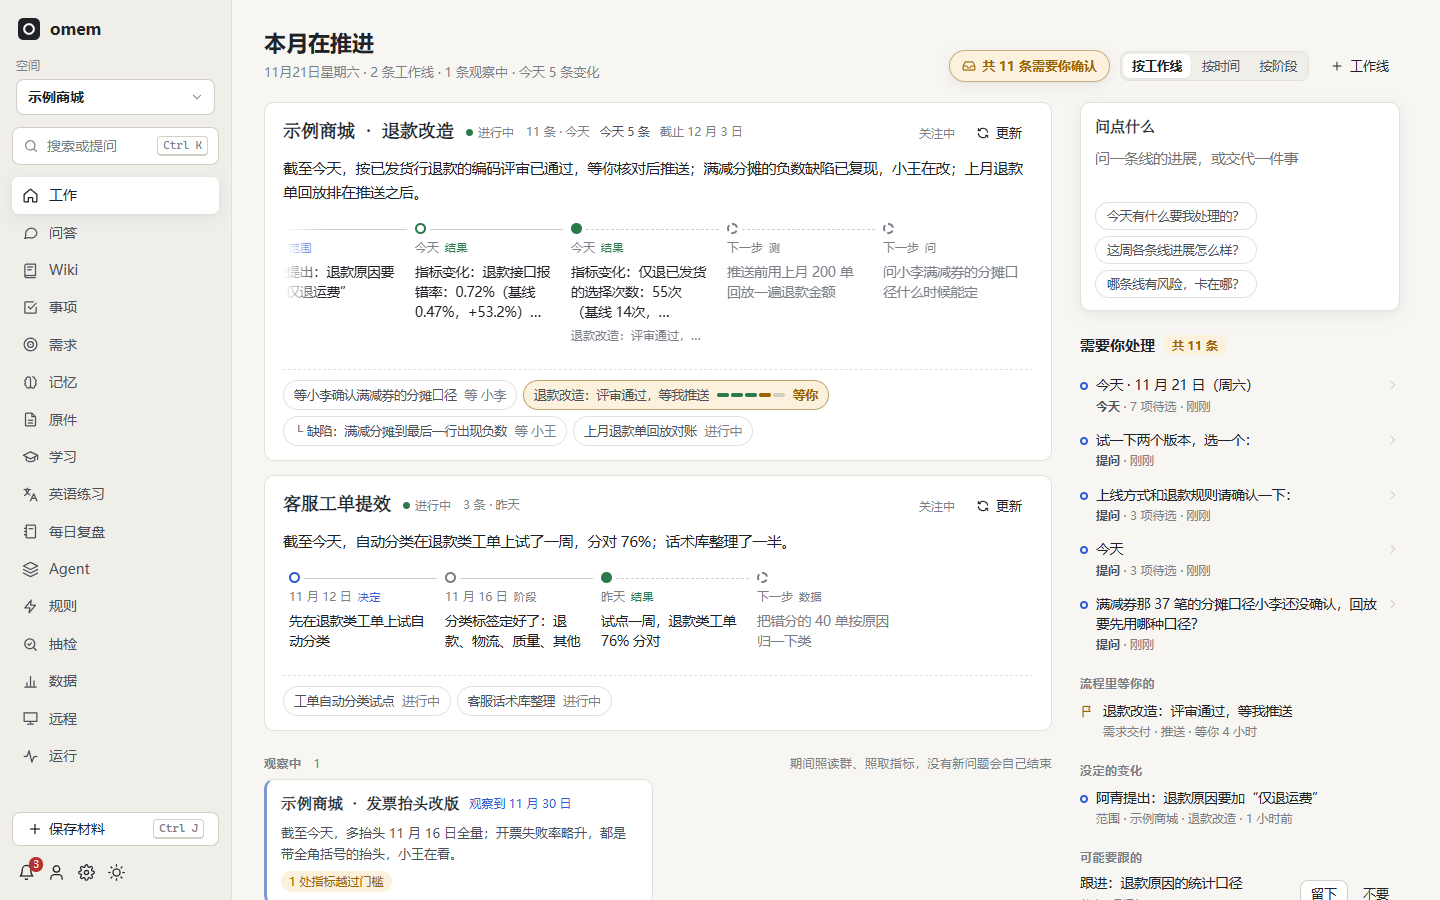 omem
空间
示例商城
搜索或提问 Ctrl K
工作
问答
Wiki
事项
需求
记忆
原件
学习
英语练习
每日复盘
Agent
规则
抽检
数据
远程
运行
保存材料 Ctrl J
3
本月在推进
11月21日星期六 · 2 条工作线 · 1 条观察中 · 今天 5 条变化
共 11 条需要你确认
按工作线 按时间 按阶段
+ 工作线
示例商城 · 退款改造 进行中 11 条 · 今天 今天 5 条 截止 12 月 3 日 关注中 更新
截至今天，按已发货行退款的编码评审已通过，等你核对后推送；满减分摊的负数缺陷已复现，小王在改；上月退款
单回放排在推送之后。
范围
提出：退款原因要
“仅退运费”
今天 结果
指标变化：退款接口报
错率：0.72%（基线
0.47%，+53.2%）...
今天 结果
指标变化：仅退已发货
的选择次数：55次
（基线 14次，...
退款改造：评审通过，...
下一步 测
推送前用上月 200 单
回放一遍退款金额
下一步 问
问小李满减券的分摊口
径什么时候能定
等小李确认满减券的分摊口径 等 小李
退款改造：评审通过，等我推送 等你
└ 缺陷：满减分摊到最后一行出现负数 等 小王
上月退款单回放对账 进行中
客服工单提效 进行中 3 条 · 昨天 关注中 更新
截至今天，自动分类在退款类工单上试了一周，分对 76%；话术库整理了一半。
11 月 12 日 决定
先在退款类工单上试自
动分类
11 月 16 日 阶段
分类标签定好了：退
款、物流、质量、其他
昨天 结果
试点一周，退款类工单
76% 分对
下一步 数据
把错分的 40 单按原因
归一下类
工单自动分类试点 进行中
客服话术库整理 进行中
观察中 1 期间照读群、照取指标，没有新问题会自己结束
示例商城 · 发票抬头改版 观察到 11 月 30 日
截至今天，多抬头 11 月 16 日全量；开票失败率略升，都是
带全角括号的抬头，小王在看。
1 处指标越过门槛
问点什么
问一条线的进展，或交代一件事
今天有什么要我处理的？
这周各条线进展怎么样？
哪条线有风险，卡在哪？
需要你处理 共 11 条
今天 · 11 月 21 日（周六）
今天 · 7 项待选 · 刚刚
试一下两个版本，选一个：
提问 · 刚刚
上线方式和退款规则请确认一下：
提问 · 3 项待选 · 刚刚
今天
提问 · 3 项待选 · 刚刚
满减券那 37 笔的分摊口径小李还没确认，回放
要先用哪种口径？
提问 · 刚刚
流程里等你的
退款改造：评审通过，等我推送
需求交付 · 推送 · 等你 4 小时
没定的变化
阿青提出：退款原因要加“仅退运费”
范围 · 示例商城 · 退款改造 · 1 小时前
可能要跟的
跟进：退款原因的统计口径
留下 不要